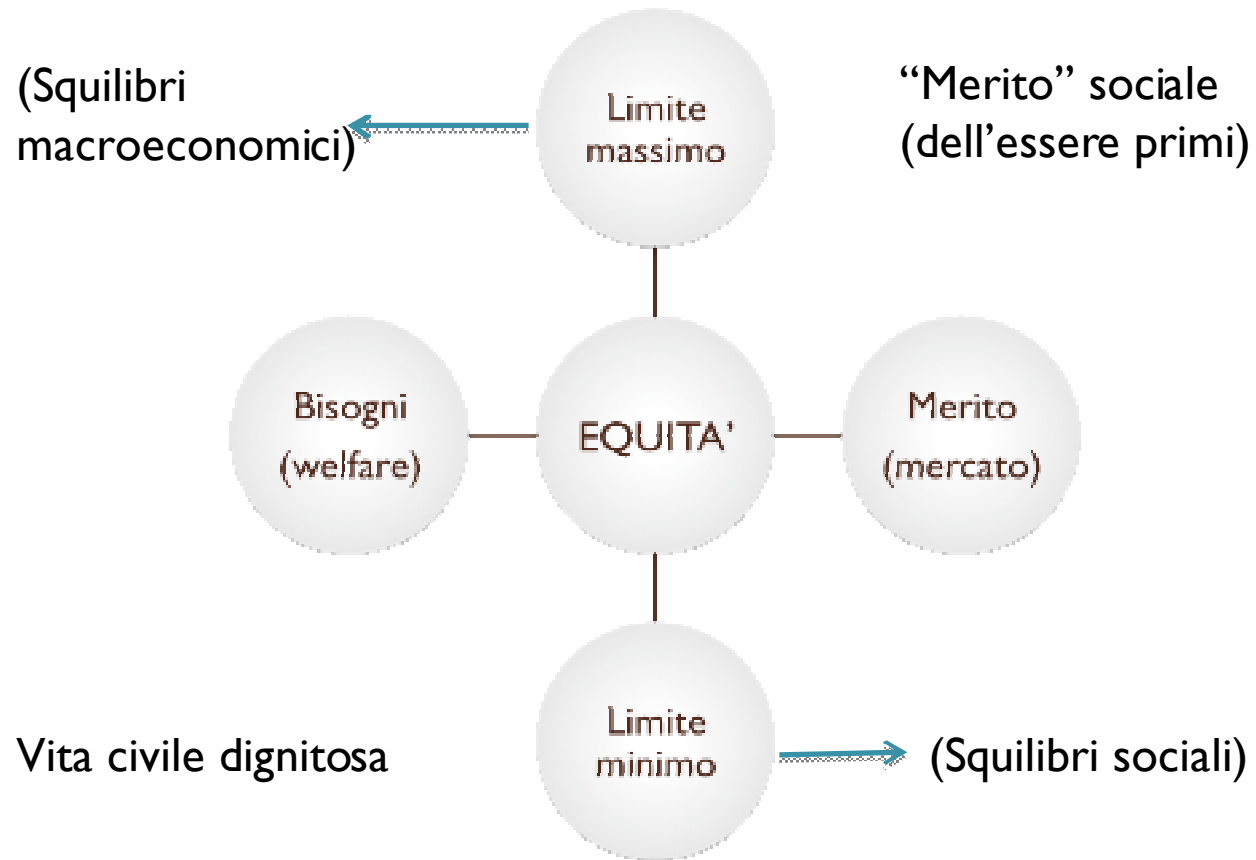 (Squilibri
macroeconomici)
Limite
massimo
“Merito” sociale
(dell’essere primi)
Bisogni
(welfare)
EQUITA’
Merito
(mercato)
Vita civile dignitosa
Limite
minimo
(Squilibri sociali)